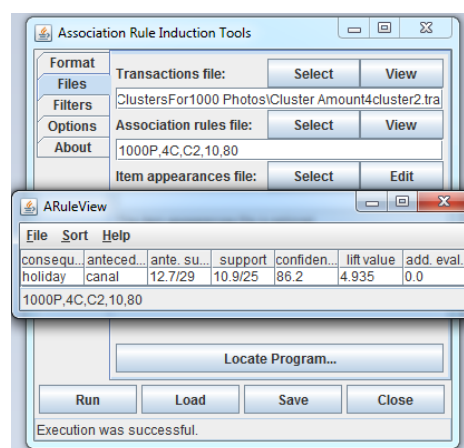 Association Rule Induction Tools
Format
Files
Filters
Options
About
Transactions file: Select View
ClustersFor1000 Photos\Cluster Amount4cluster2.tra
Association rules file: Select View
1000P,4C,C2,10,80
Item appearances file: Select Edit
ARuleView
File Sort Help
consequ... anteced... ante. su... support confiden... lift value add. eval.
holiday canal 12.7/29 10.9/25 86.2 4.935 0.0
1000P,4C,C2,10,80
Locate Program...
Run Load Save Close
Execution was successful.